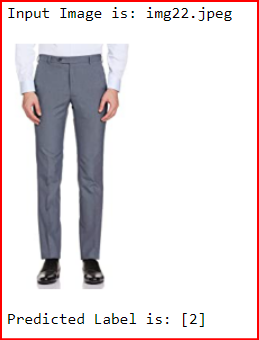 Input Image is: img22.jpeg
Predicted Label is: [2]